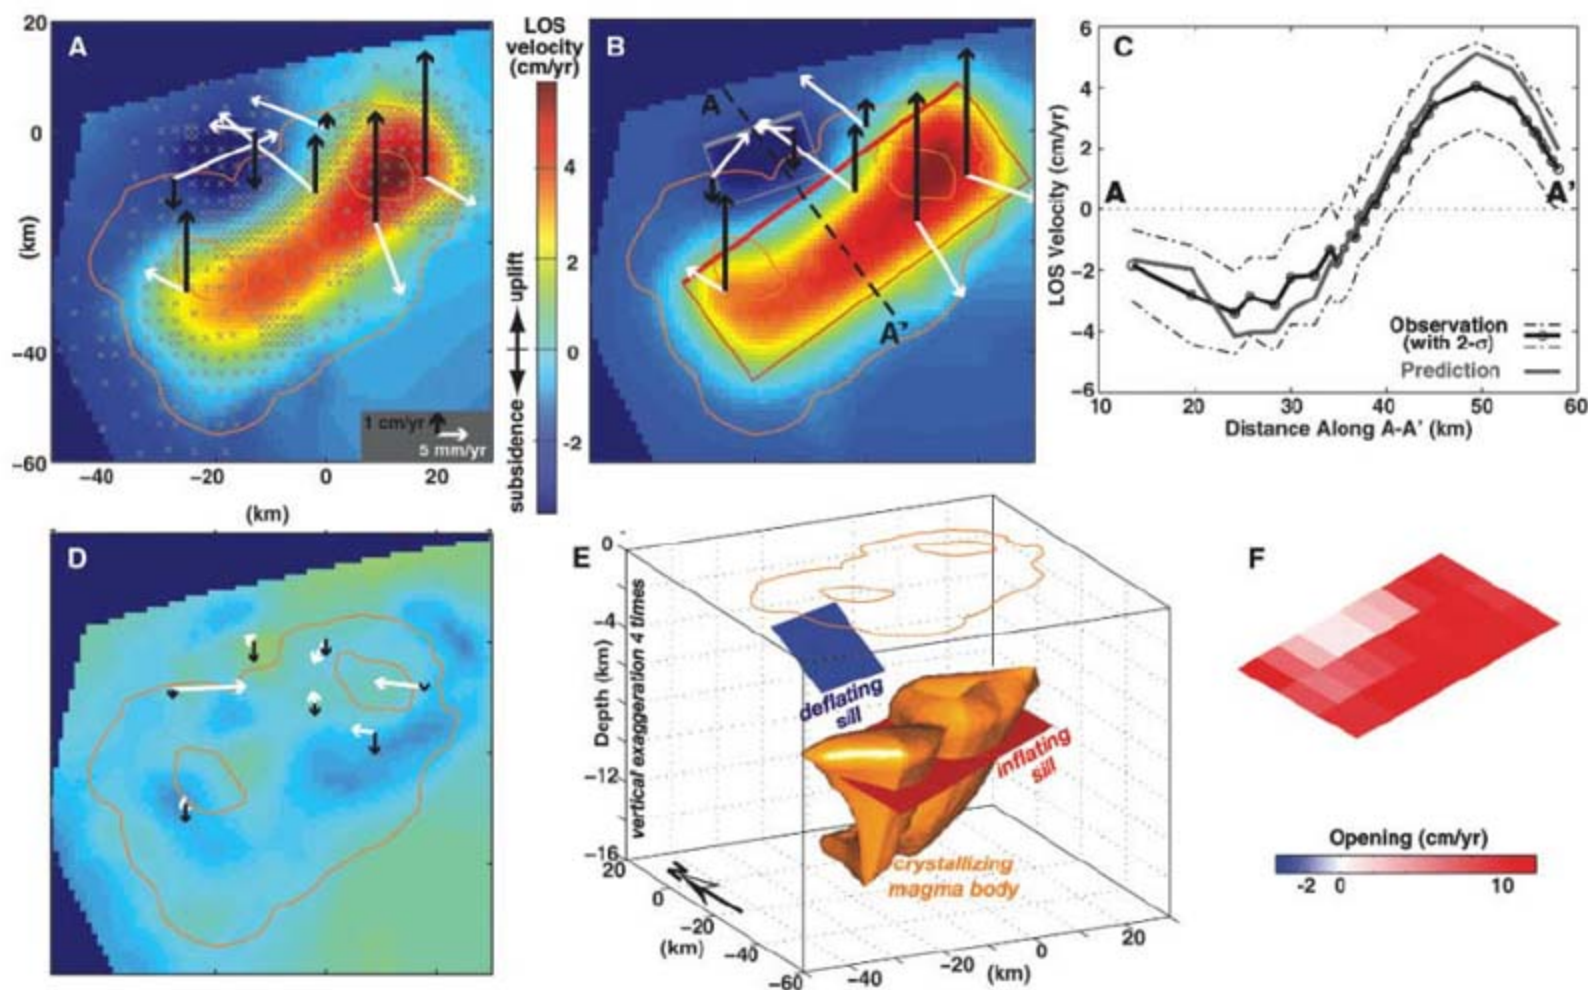 A
20
0
(km)
−40
−60
−40
−20
0
20
(km)
LOS
velocity
(cm/yr)
4
2
0
-2
subsidence
uplift
1 cm/yr
5 mm/yr
B
A
A'
C
6
4
2
0
−2
−4
−6
LOS Velocity (cm/yr)
A
A'
Observation
(with 2-σ)
Prediction
10
20
30
40
50
60
Distance Along A-A' (km)
D
E
0
−4
−8
−12
−16
Depth (km)
vertical exaggeration 4 times
deflating
sill
inflating
sill
crystallizing
magma body
N
20
0
−20
−40
−60
(km)
−40
−20
0
20
(km)
F
Opening (cm/yr)
-2
0
10